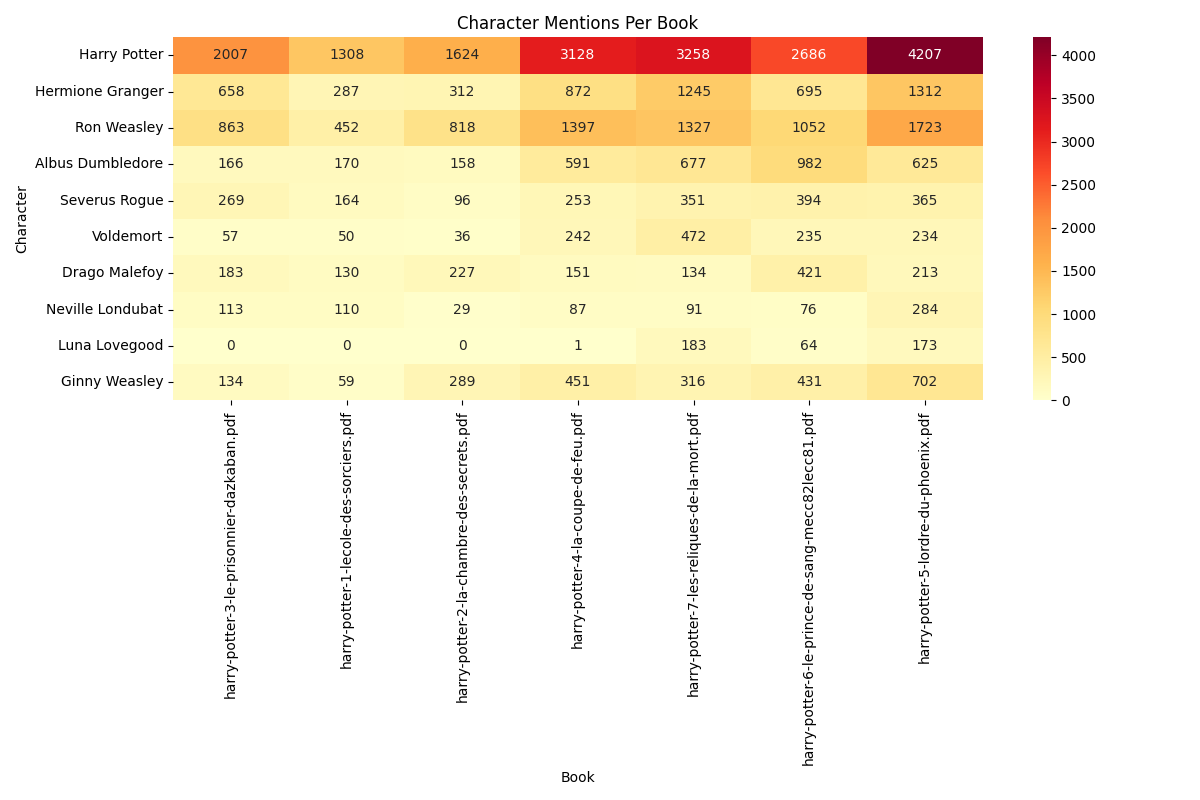 Character Mentions Per Book
Character
Harry Potter 2007 1308 1624 3128 3258 2686 4207
Hermione Granger 658 287 312 872 1245 695 1312
Ron Weasley 863 452 818 1397 1327 1052 1723
Albus Dumbledore 166 170 158 591 677 982 625
Severus Rogue 269 164 96 253 351 394 365
Voldemort 57 50 36 242 472 235 234
Drago Malefoy 183 130 227 151 134 421 213
Neville Londubat 113 110 29 87 91 76 284
Luna Lovegood 0 0 0 1 183 64 173
Ginny Weasley 134 59 289 451 316 431 702
harry-potter-3-le-prisonnier-dazkaban.pdf
harry-potter-1-lecole-des-sorciers.pdf
harry-potter-2-la-chambre-des-secrets.pdf
harry-potter-4-la-coupe-de-feu.pdf
harry-potter-7-les-reliques-de-la-mort.pdf
harry-potter-6-le-prince-de-sang-mecc82lecc81.pdf
harry-potter-5-lordre-du-phoenix.pdf
Book
4000
3500
3000
2500
2000
1500
1000
500
0